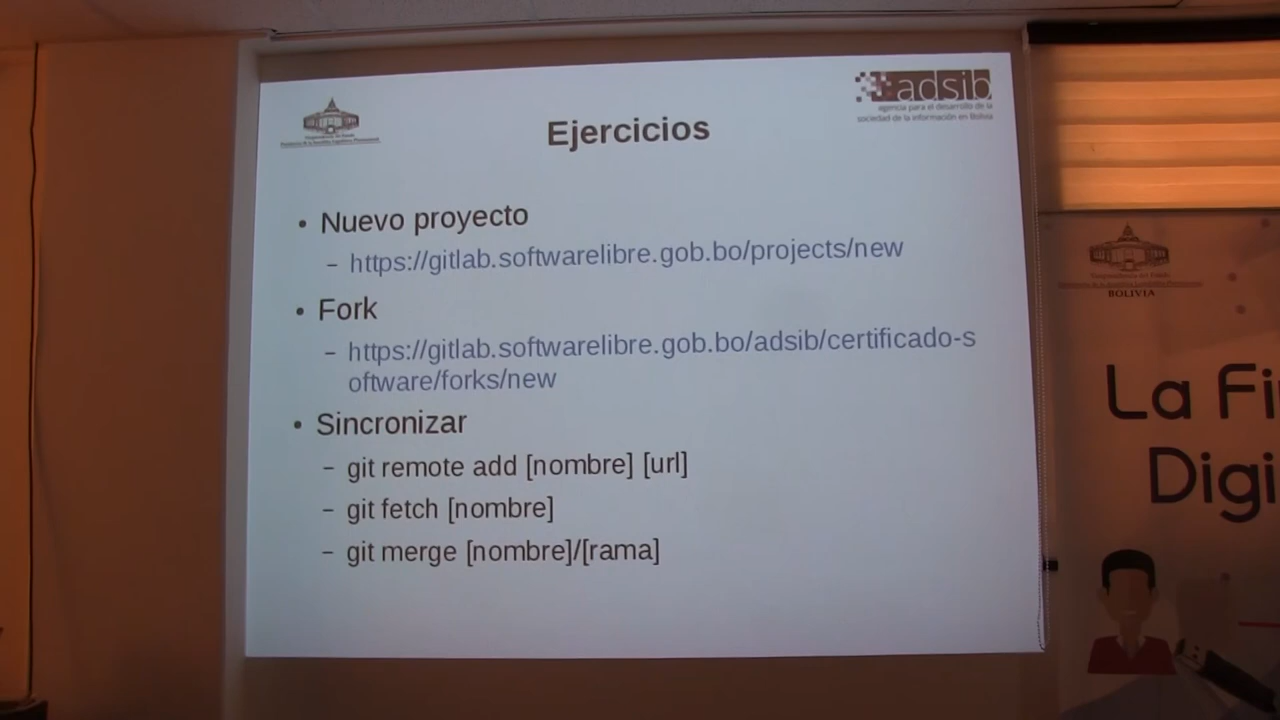 adsib
agencia para el desarrollo de la
sociedad de la información en Bolivia
Ejercicios
• Nuevo proyecto
– https://gitlab.softwarelibre.gob.bo/projects/new
• Fork
– https://gitlab.softwarelibre.gob.bo/adsib/certificado-s
oftware/forks/new
• Sincronizar
– git remote add [nombre] [url]
– git fetch [nombre]
– git merge [nombre]/[rama]
BOLIVIA
La Fi
Digi